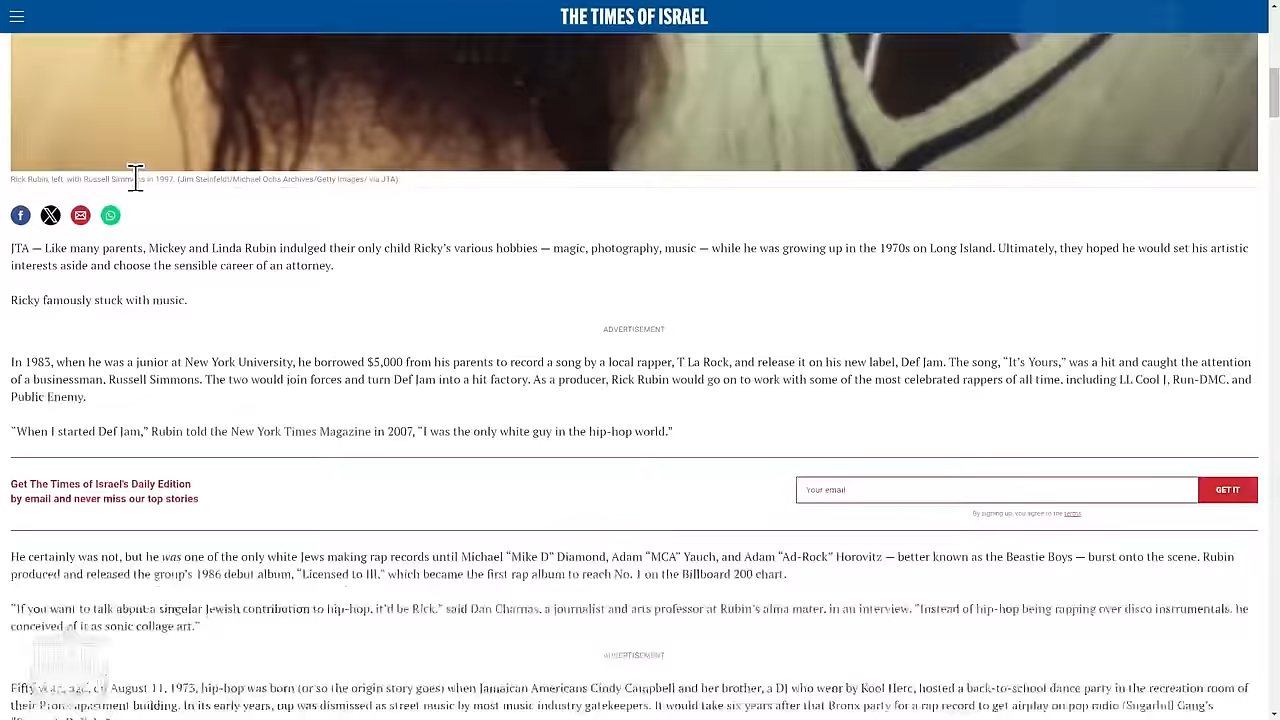 THE TIMES OF ISRAEL
Rick Rubin, left, with Russell Simmons in 1997. (Jim Steinfeldt/Michael Ochs Archives/Getty Images/ via JTA)
JTA — Like many parents, Mickey and Linda Rubin indulged their only child Ricky's various hobbies — magic, photography, music — while he was growing up in the 1970s on Long Island. Ultimately, they hoped he would set his artistic
interests aside and choose the sensible career of an attorney.
Ricky famously stuck with music.
ADVERTISEMENT
In 1983, when he was a junior at New York University, he borrowed $5,000 from his parents to record a song by a local rapper, T La Rock, and release it on his new label, Def Jam. The song, “It's Yours,” was a hit and caught the attention
of a businessman, Russell Simmons. The two would join forces and turn Def Jam into a hit factory. As a producer, Rick Rubin would go on to work with some of the most celebrated rappers of all time, including LL Cool J, Run-DMC, and
Public Enemy.
“When I started Def Jam,” Rubin told the New York Times Magazine in 2007, “I was the only white guy in the hip-hop world.”
Get The Times of Israel's Daily Edition
by email and never miss our top stories
Your email
GET IT
By signing up, you agree to the terms
He certainly was not, but he was one of the only white Jews making rap records until Michael “Mike D” Diamond, Adam “MCA” Yauch, and Adam “Ad-Rock” Horovitz — better known as the Beastie Boys — burst onto the scene. Rubin
produced and released the group's 1986 debut album, “Licensed to Ill,” which became the first rap album to reach No. 1 on the Billboard 200 chart.
“If you want to talk about a singular Jewish contribution to hip-hop, it'd be Rick,” said Dan Charnas, a journalist and arts professor at Rubin's alma mater, in an interview. “Instead of hip-hop being rapping over disco instrumentals, he
conceived of it as sonic collage art.”
ADVERTISEMENT
Fifty years ago, on August 11, 1973, hip-hop was born (or so the origin story goes) when Jamaican Americans Cindy Campbell and her brother, a DJ who went by Kool Herc, hosted a back-to-school dance party in the recreation room of
their Bronx apartment building. In its early years, rap was dismissed as street music by most music industry gatekeepers. It would take six years after that Bronx party for a rap record to get airplay on pop radio (Sugarhill Gang's